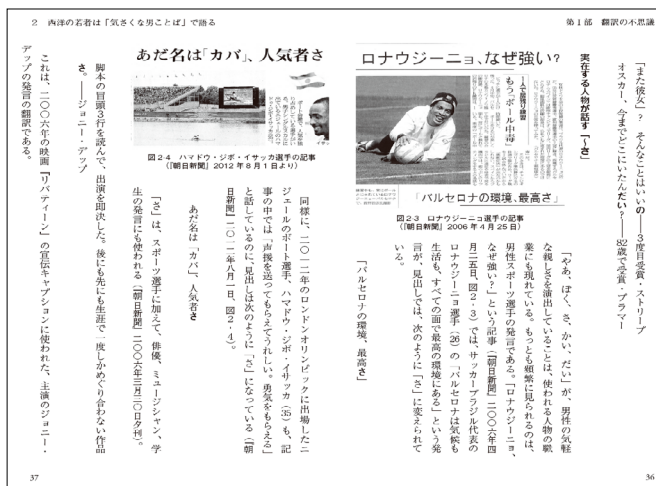 第1部 翻訳の不思議
「また彼女」? そんなことはいいの――3度目受賞・ストリープ
オスカー、今までどこにいたんだい?――82歳で受賞・プラマー
実在する人物が話す「〜さ」
ロナウジーニョ、なぜ強い?
一人で居残り練習
もう「ボール中毒」
「バルセロナの環境、最高さ」
図2-3 ロナウジーニョ選手の記事
(『朝日新聞』2006年4月25日)
「やあ、ぼく、さ、かい、だい」が、男性の気軽
な親しさを演出していることは、使われる人物の職
業にも現れている。もっとも頻繁に見られるのは、
男性スポーツ選手の発言である。「ロナウジーニョ、
なぜ強い?」という記事(『朝日新聞』二〇〇六年四
月二五日、図2・3)では、サッカーブラジル代表の
ロナウジーニョ選手(26)の「バルセロナは気候も
生活も、すべての面で最高の環境にある」という発
言が、見出しでは、次のように「さ」に変えられて
いる。
「バルセロナの環境、最高さ」
36
2 西洋の若者は「気さくな男ことば」で語る
あだ名は「カバ」、人気者さ
図2-4 ハマドウ・ジボ・イサッカ選手の記事
(『朝日新聞』2012年8月1日より)
同様に、二〇一二年のロンドンオリンピックに出場したニ
ジェールのボート選手、ハマドウ・ジボ・イサッカ(35)も、記
事の中では「声援を送ってもらえてうれしい。勇気をもらえる」
と話しているのに、見出しは次のように「さ」になっている(『朝
日新聞』二〇一二年八月一日、図2・4)。
あだ名は「カバ」、人気者さ
「さ」は、スポーツ選手に加えて、俳優、ミュージシャン、学
生の発言にも使われる(『朝日新聞』二〇〇六年三月二〇日夕刊)。
脚本の冒頭3行を読んで、出演を即決した。後にも先にも生涯で一度しかめぐり合わない作品
さ。――ジョニー・デップ
これは、二〇〇六年の映画『リバティーン』の宣伝キャプションに使われた、主演のジョニー・
デップの発言の翻訳である。
37